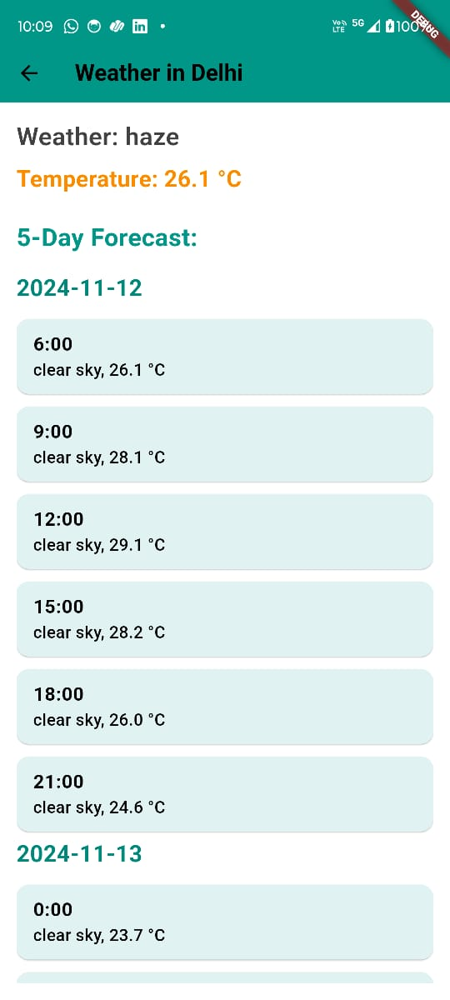 10:09
Vo))
LTE
5G
100%
DEBUG
Weather in Delhi
Weather: haze
Temperature: 26.1 °C
5-Day Forecast:
2024-11-12
6:00
clear sky, 26.1 °C
9:00
clear sky, 28.1 °C
12:00
clear sky, 29.1 °C
15:00
clear sky, 28.2 °C
18:00
clear sky, 26.0 °C
21:00
clear sky, 24.6 °C
2024-11-13
0:00
clear sky, 23.7 °C